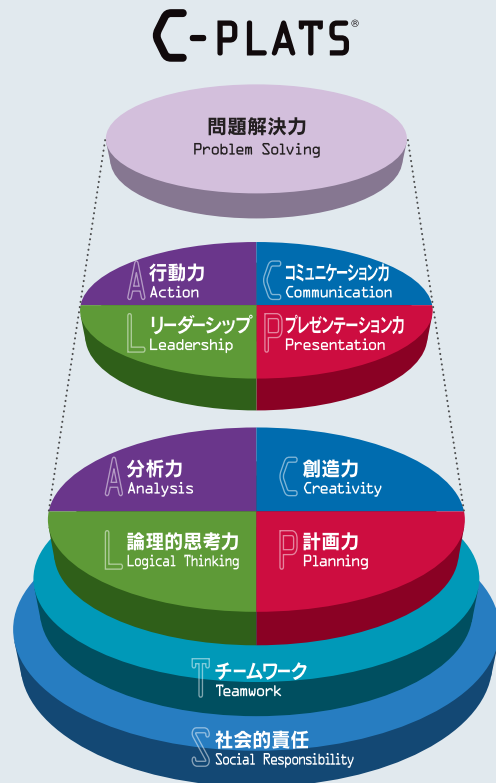 C-PLATS®
問題解決力
Problem Solving
A 行動力
Action
C コミュニケーション力
Communication
L リーダーシップ
Leadership
P プレゼンテーション力
Presentation
A 分析力
Analysis
C 創造力
Creativity
L 論理的思考力
Logical Thinking
P 計画力
Planning
T チームワーク
Teamwork
S 社会的責任
Social Responsibility